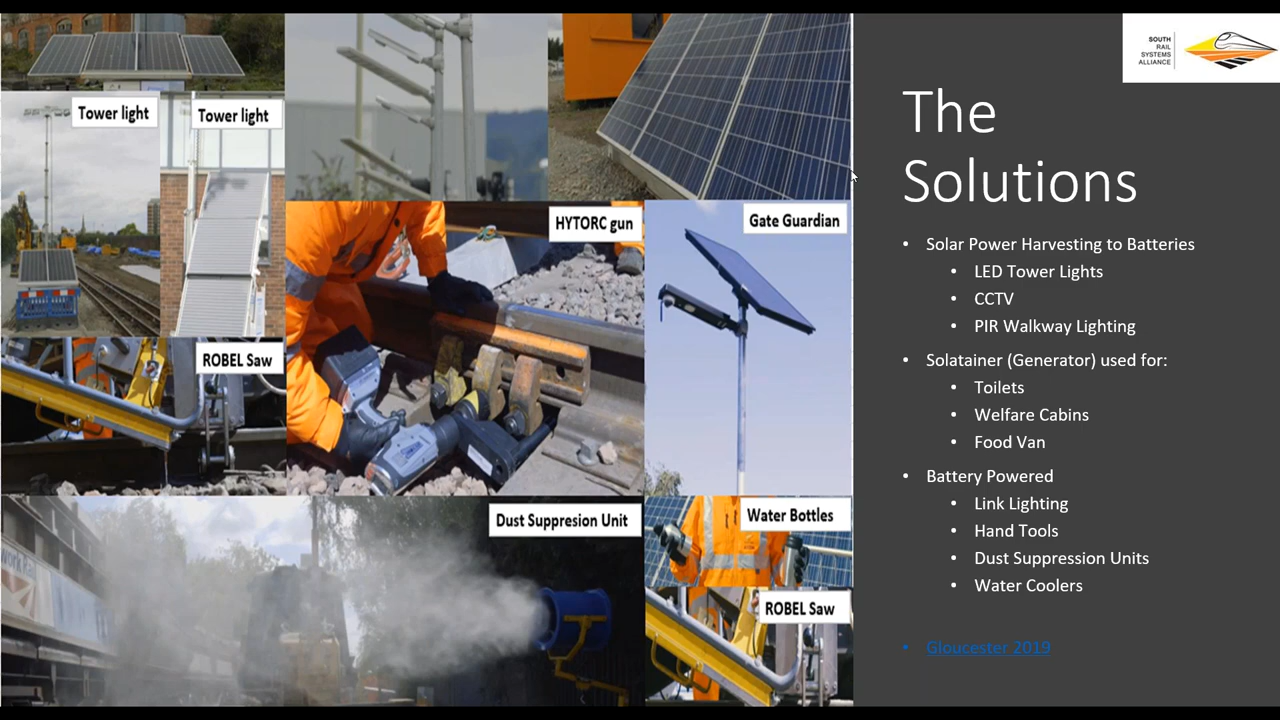 Tower light
Tower light
HYTORC gun
Gate Guardian
ROBEL Saw
Dust Suppresion Unit
Water Bottles
ROBEL Saw
SOUTH
RAIL
SYSTEMS
ALLIANCE
The
Solutions
• Solar Power Harvesting to Batteries
• LED Tower Lights
• CCTV
• PIR Walkway Lighting
• Solatainer (Generator) used for:
• Toilets
• Welfare Cabins
• Food Van
• Battery Powered
• Link Lighting
• Hand Tools
• Dust Suppression Units
• Water Coolers
• Gloucester 2019